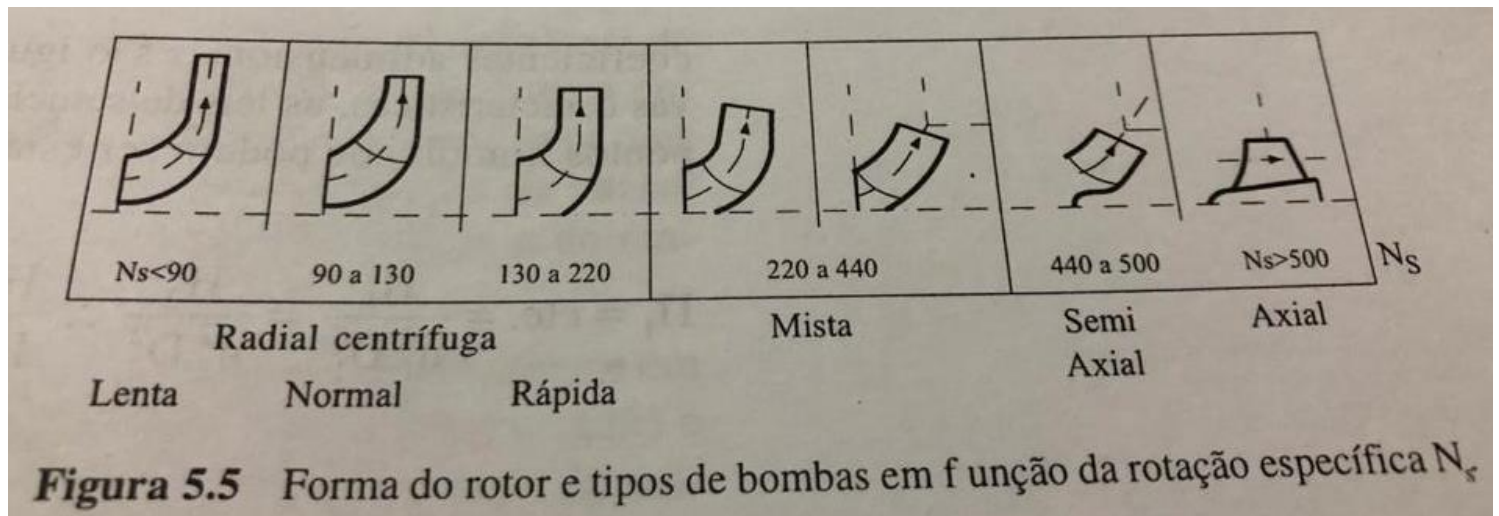 Ns<90 90 a 130 130 a 220 220 a 440 440 a 500 Ns>500 NS
Radial centrífuga Mista Semi Axial Axial
Lenta Normal Rápida
Figura 5.5 Forma do rotor e tipos de bombas em f unção da rotação específica Ns